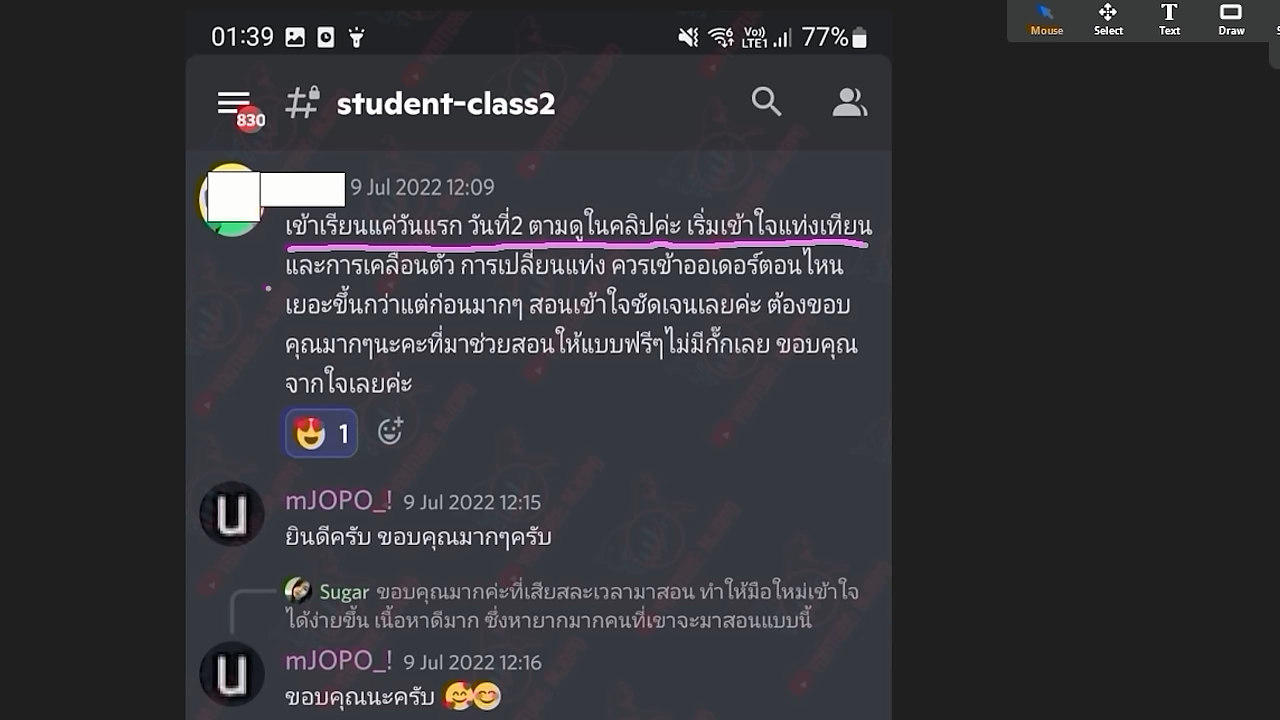 01:39
Vo)) LTE1 77%
Mouse Select Text Draw
830 student-class2
9 Jul 2022 12:09
เข้าเรียนแค่วันแรก วันที่2 ตามดูในคลิปค่ะ เริ่มเข้าใจแท่งเทียน
และการเคลื่อนตัว การเปลี่ยนแท่ง ควรเข้าออเดอร์ตอนไหน
เยอะขึ้นกว่าแต่ก่อนมากๆ สอนเข้าใจชัดเจนเลยค่ะ ต้องขอบ
คุณมากๆนะคะที่มาช่วยสอนให้แบบฟรีๆไม่มีกั๊กเลย ขอบคุณ
จากใจเลยค่ะ
1
mJOPO_! 9 Jul 2022 12:15
ยินดีครับ ขอบคุณมากๆครับ
Sugar ขอบคุณมากค่ะที่เสียสละเวลามาสอน ทำให้มือใหม่เข้าใจ
ได้ง่ายขึ้น เนื้อหาดีมาก ซึ่งหายากมากคนที่เขาจะมาสอนแบบนี้
mJOPO_! 9 Jul 2022 12:16
ขอบคุณนะครับ